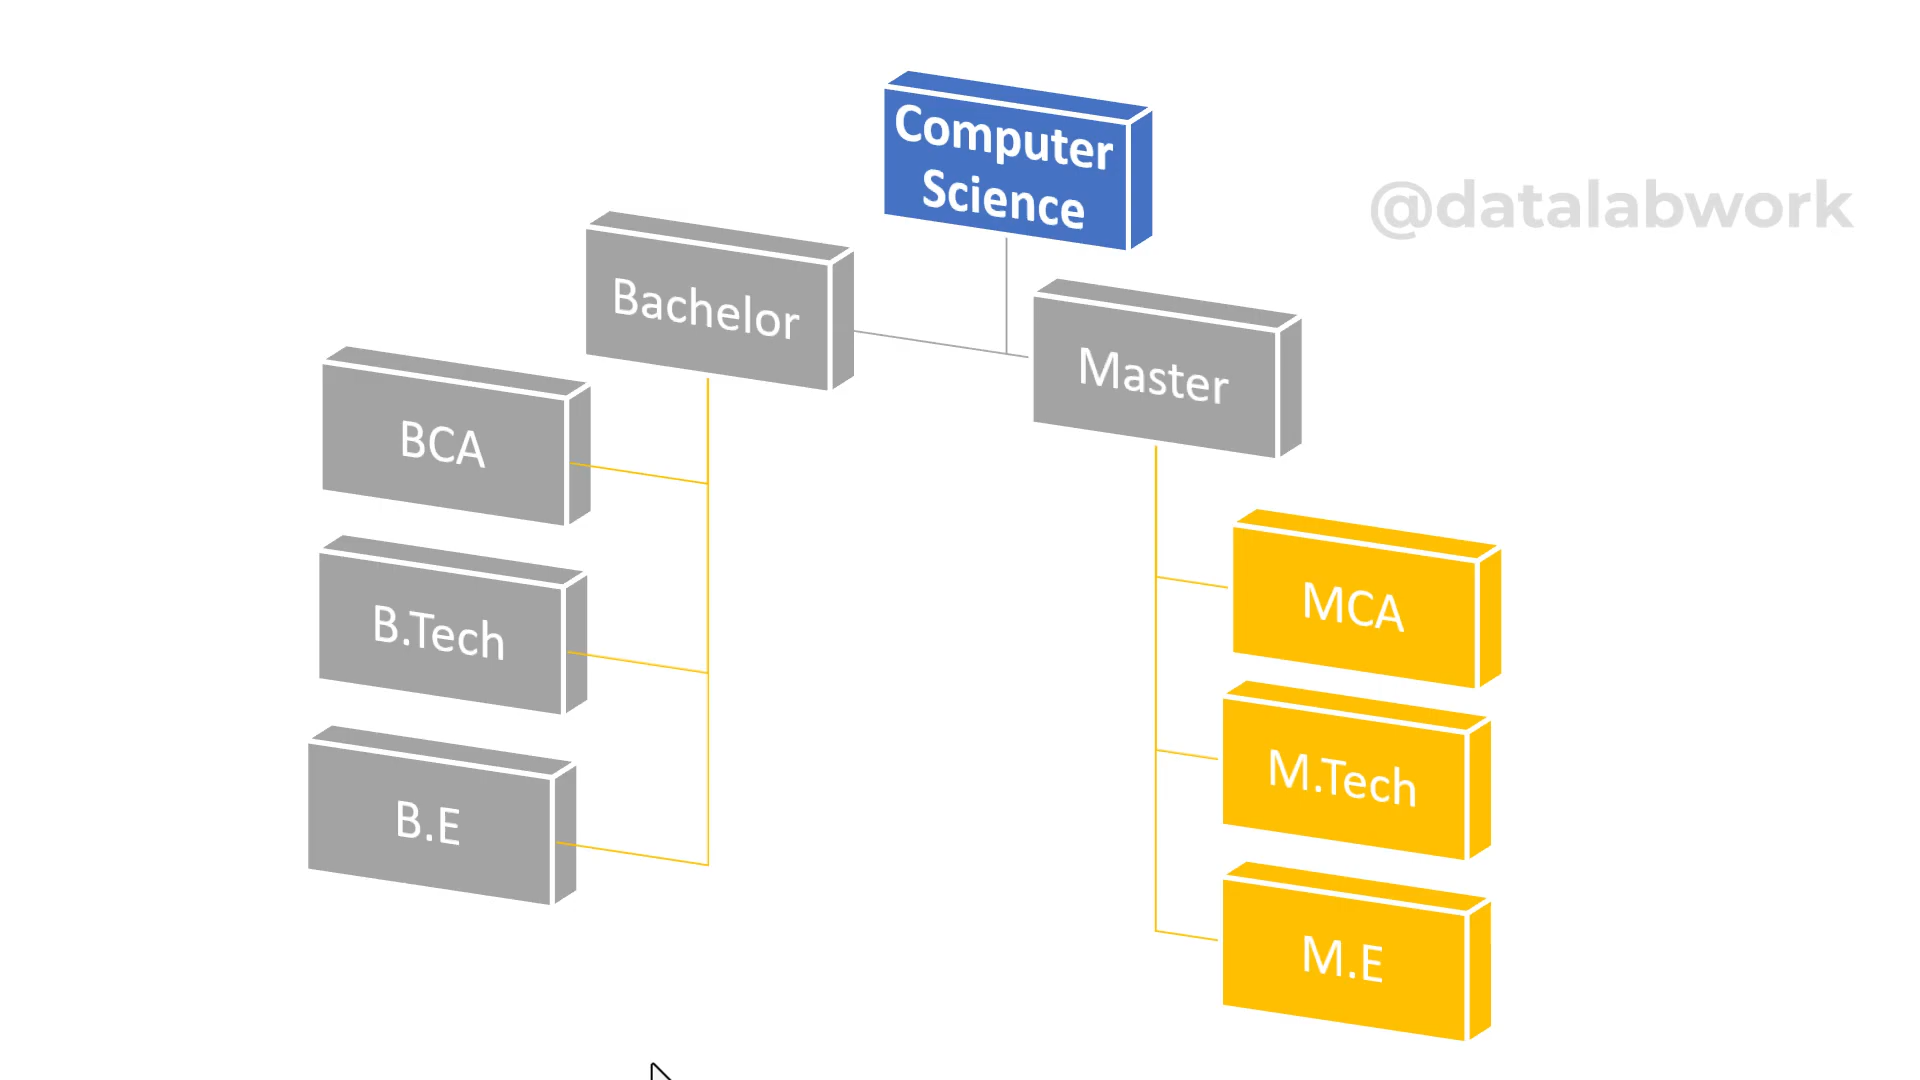 Computer
Science
@datalabwork
Bachelor
Master
BCA
B.Tech
B.E
MCA
M.Tech
M.E